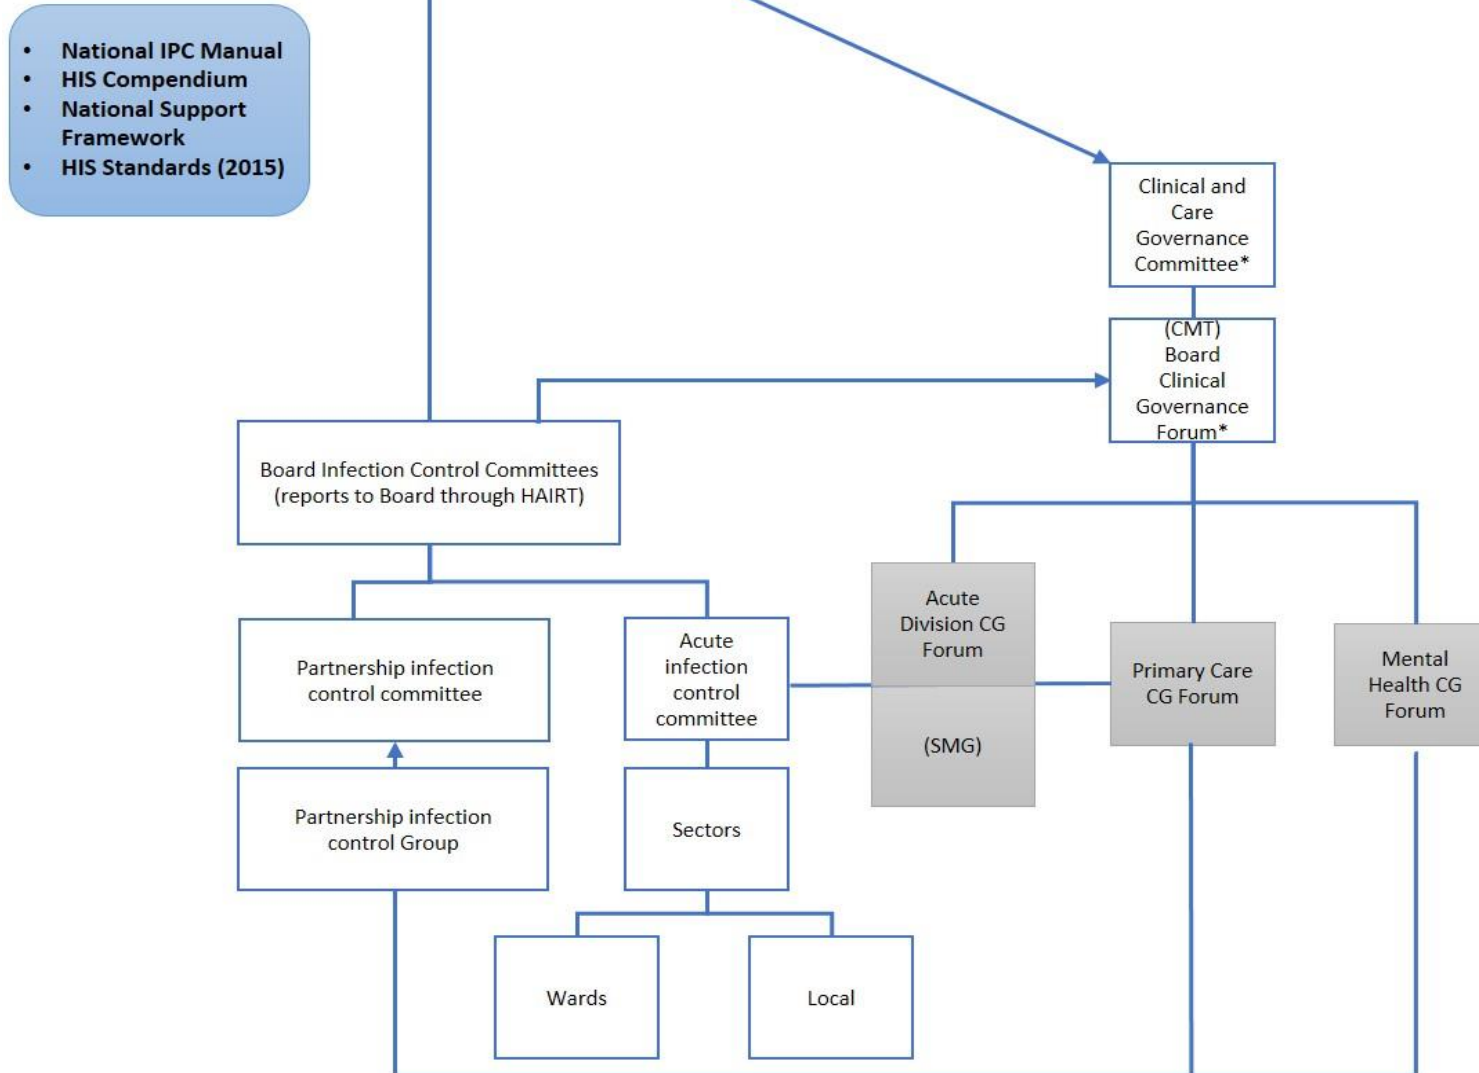 • National IPC Manual
• HIS Compendium
• National Support
Framework
• HIS Standards (2015)
Clinical and
Care
Governance
Committee*
(CMT)
Board
Clinical
Governance
Forum*
Board Infection Control Committees
(reports to Board through HAIRT)
Partnership infection
control committee
Acute
infection
control
committee
Acute
Division CG
Forum
(SMG)
Primary Care
CG Forum
Mental
Health CG
Forum
Partnership infection
control Group
Sectors
Wards
Local